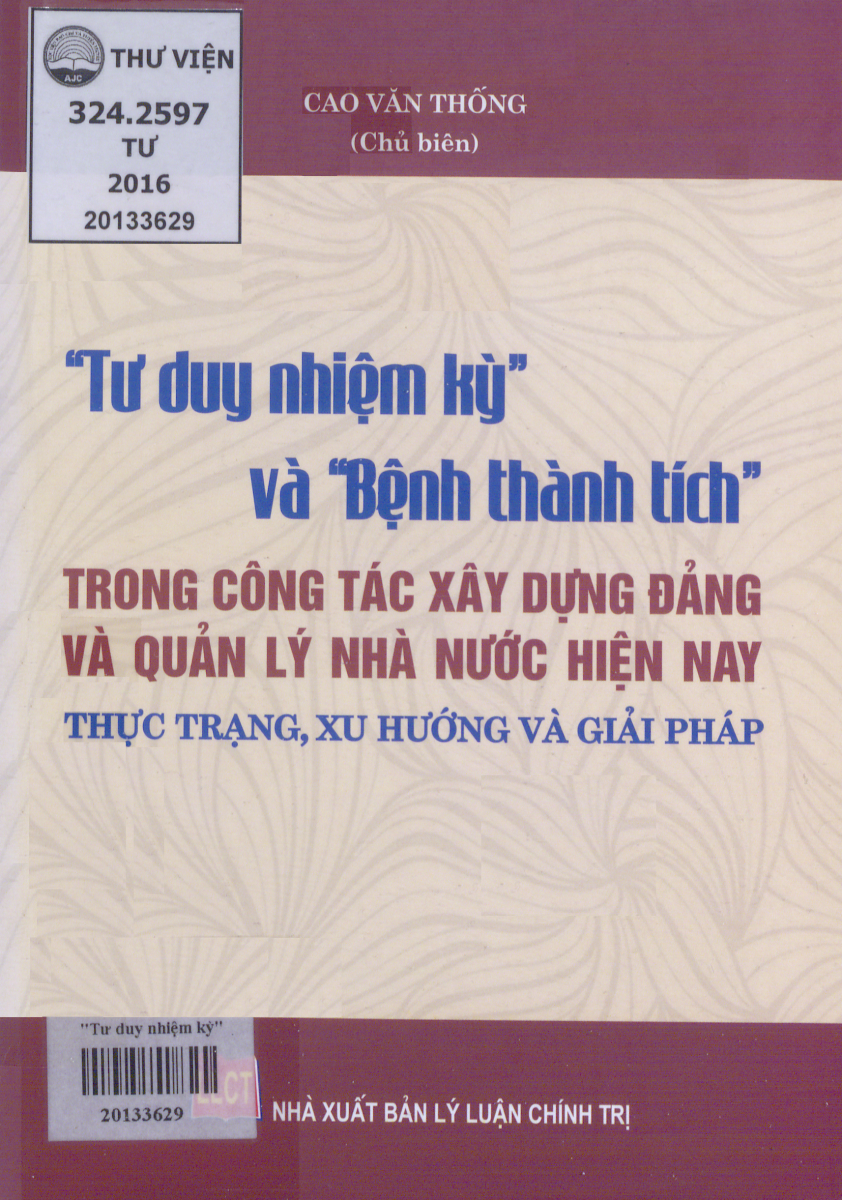 THƯ VIỆN
AJC
324.2597
TƯ
2016
20133629
CAO VĂN THỐNG
(Chủ biên)
“Tư duy nhiệm kỳ”
và “Bệnh thành tích”
TRONG CÔNG TÁC XÂY DỰNG ĐẢNG
VÀ QUẢN LÝ NHÀ NƯỚC HIỆN NAY
THỰC TRẠNG, XU HƯỚNG VÀ GIẢI PHÁP
"Tư duy nhiệm kỳ"
20133629
NHÀ XUẤT BẢN LÝ LUẬN CHÍNH TRỊ